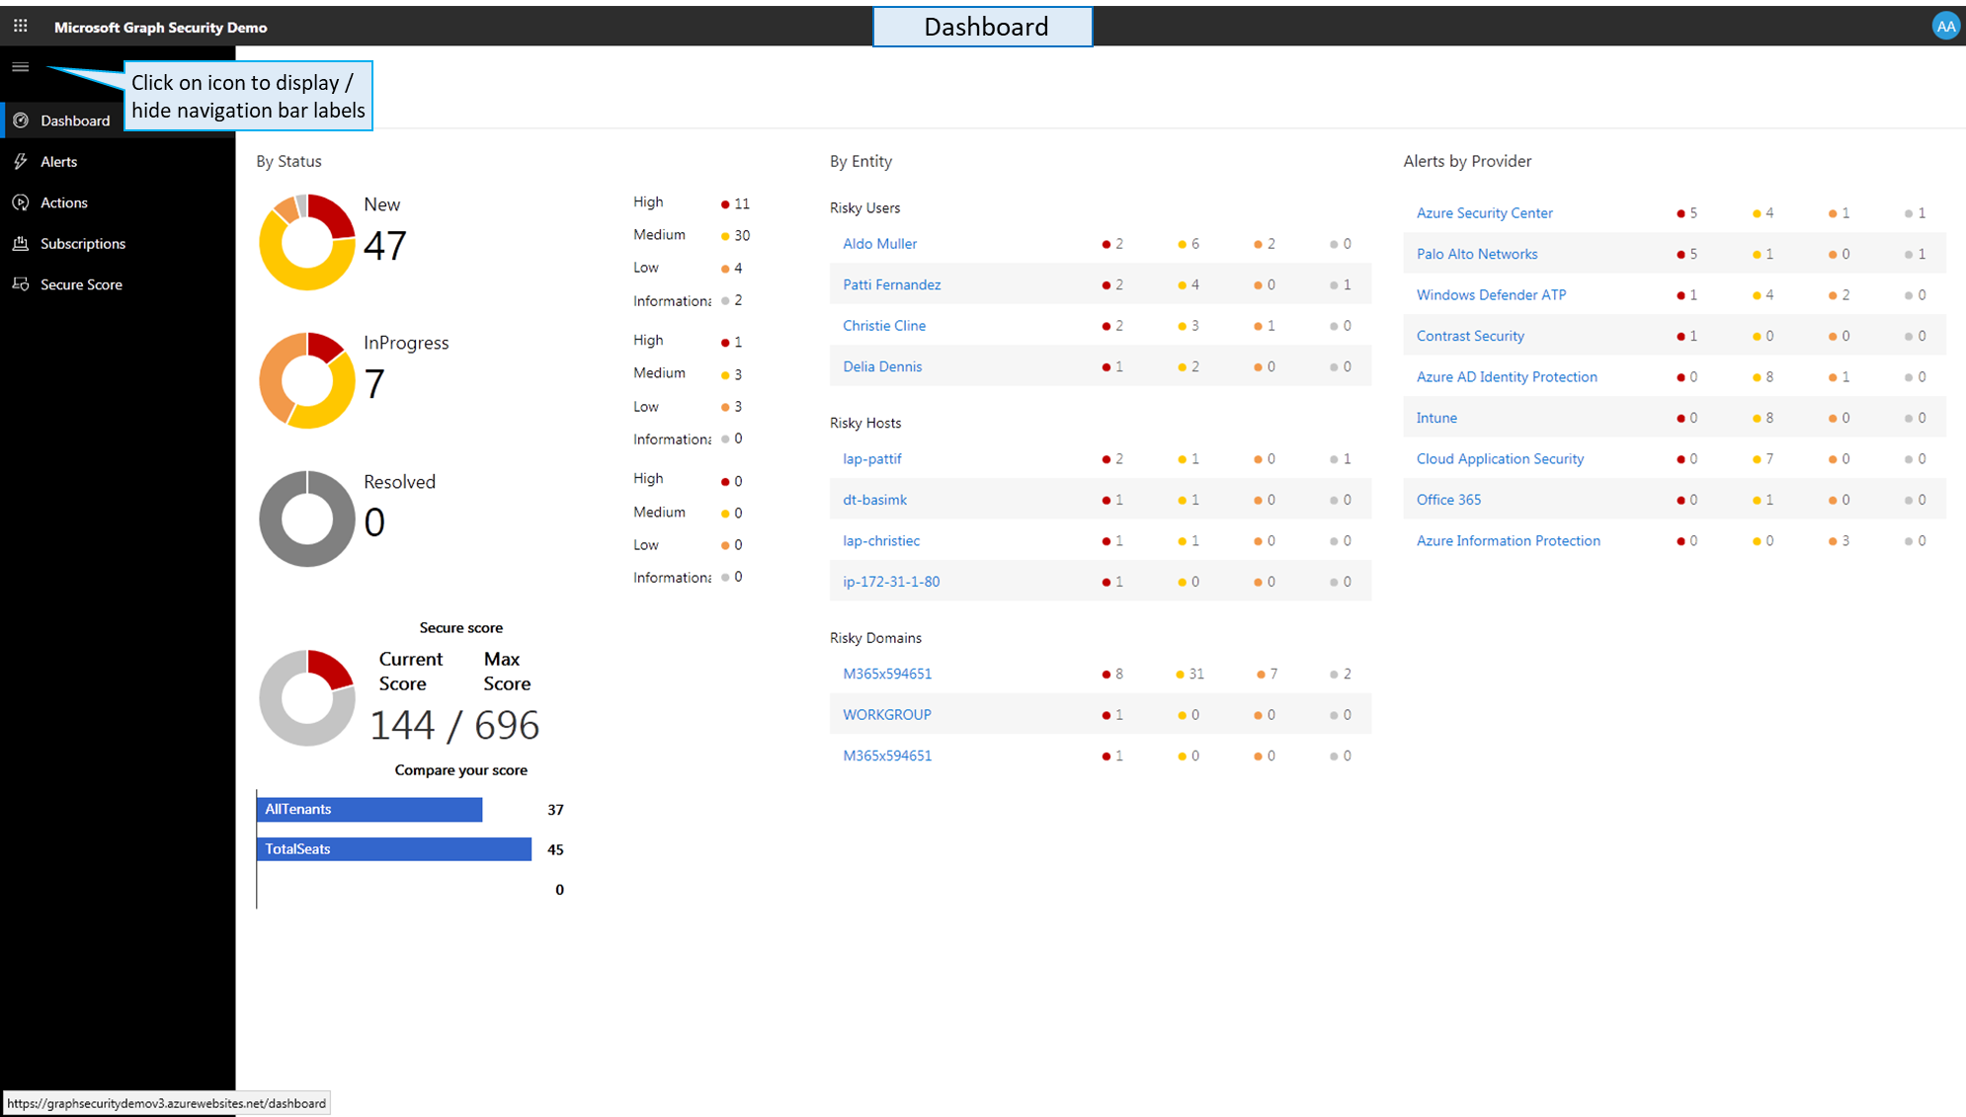 Microsoft Graph Security Demo
Dashboard
AA
Click on icon to display /
hide navigation bar labels
Dashboard
Alerts
Actions
Subscriptions
Secure Score
By Status
New
47
High 11
Medium 30
Low 4
Informationa 2
InProgress
7
High 1
Medium 3
Low 3
Informationa 0
Resolved
0
High 0
Medium 0
Low 0
Informationa 0
Secure score
Current Score
Max Score
144 / 696
Compare your score
AllTenants 37
TotalSeats 45
0
By Entity
Risky Users
Aldo Muller 2 6 2 0
Patti Fernandez 2 4 0 1
Christie Cline 2 3 1 0
Delia Dennis 1 2 0 0
Risky Hosts
lap-pattif 2 1 0 1
dt-basimk 1 1 0 0
lap-christiec 1 1 0 0
ip-172-31-1-80 1 0 0 0
Risky Domains
M365x594651 8 31 7 2
WORKGROUP 1 0 0 0
M365x594651 1 0 0 0
Alerts by Provider
Azure Security Center 5 4 1 1
Palo Alto Networks 5 1 0 1
Windows Defender ATP 1 4 2 0
Contrast Security 1 0 0 0
Azure AD Identity Protection 0 8 1 0
Intune 0 8 0 0
Cloud Application Security 0 7 0 0
Office 365 0 1 0 0
Azure Information Protection 0 0 3 0
https://graphsecuritydemov3.azurewebsites.net/dashboard